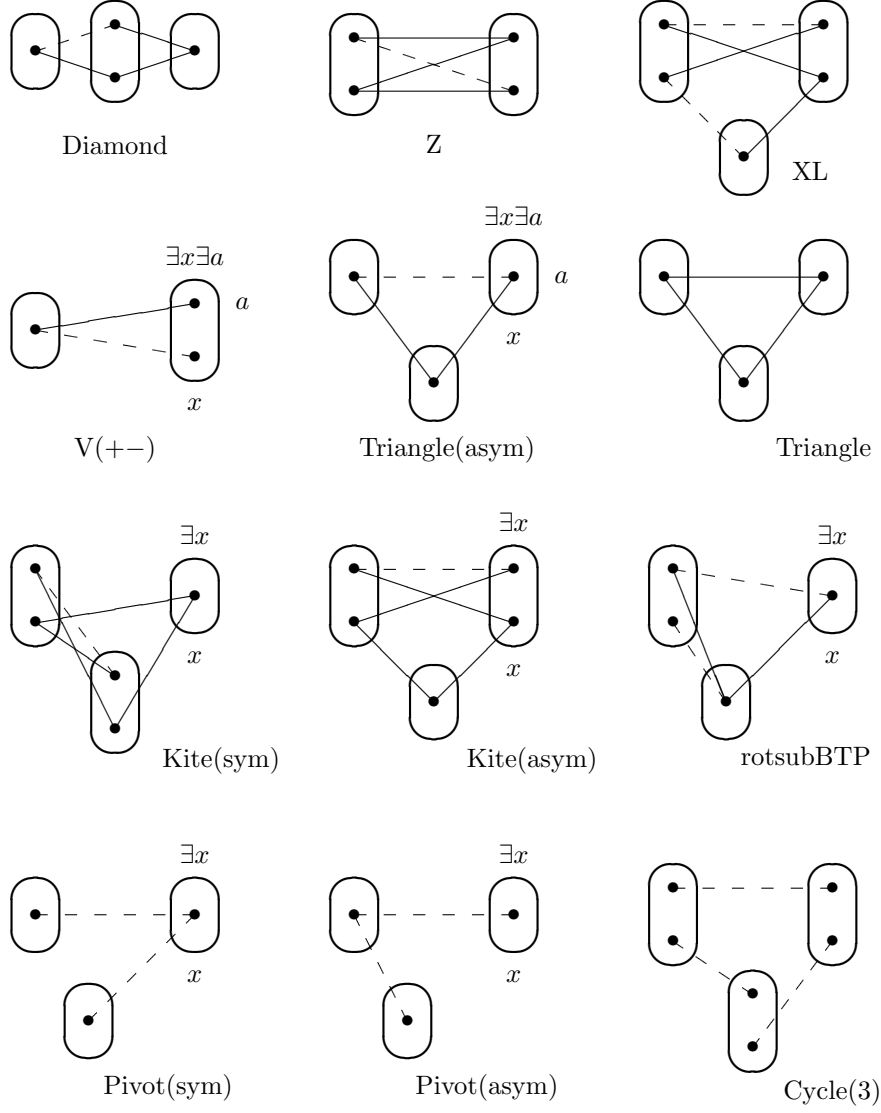 Diamond
Z
XL
∃x∃a
a
x
V(+−)
∃x∃a
a
x
Triangle(asym)
Triangle
∃x
x
Kite(sym)
∃x
x
Kite(asym)
∃x
x
rotsubBTP
∃x
x
Pivot(sym)
∃x
x
Pivot(asym)
Cycle(3)